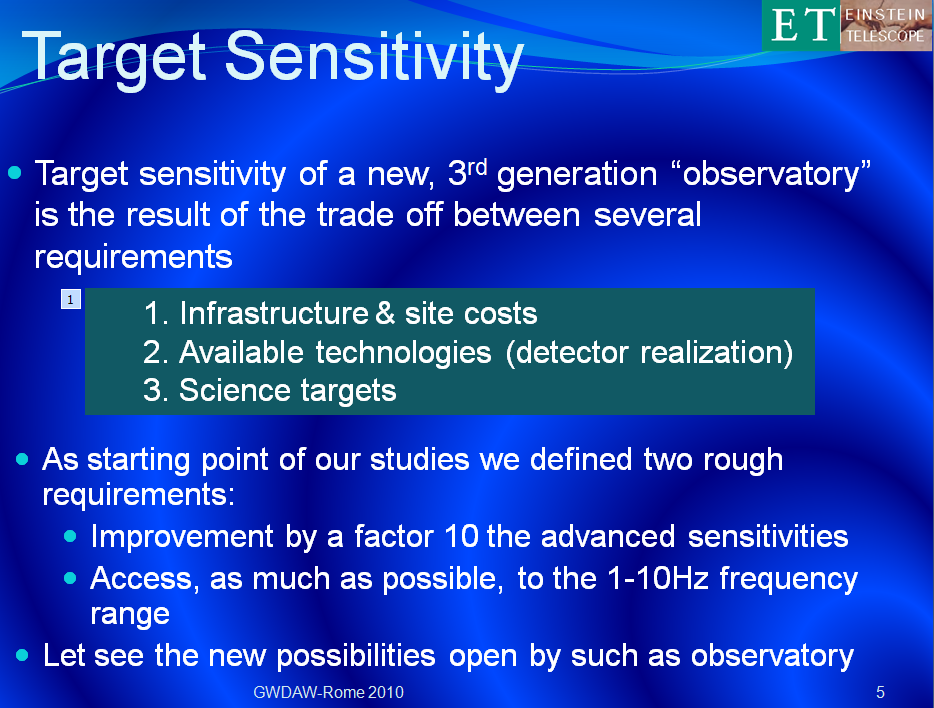 ET EINSTEIN
TELESCOPE
Target Sensitivity
Target sensitivity of a new, 3rd generation “observatory”
is the result of the trade off between several
requirements
1
1. Infrastructure & site costs
2. Available technologies (detector realization)
3. Science targets
As starting point of our studies we defined two rough
requirements:
Improvement by a factor 10 the advanced sensitivities
Access, as much as possible, to the 1-10Hz frequency
range
Let see the new possibilities open by such as observatory
GWDAW-Rome 2010
5